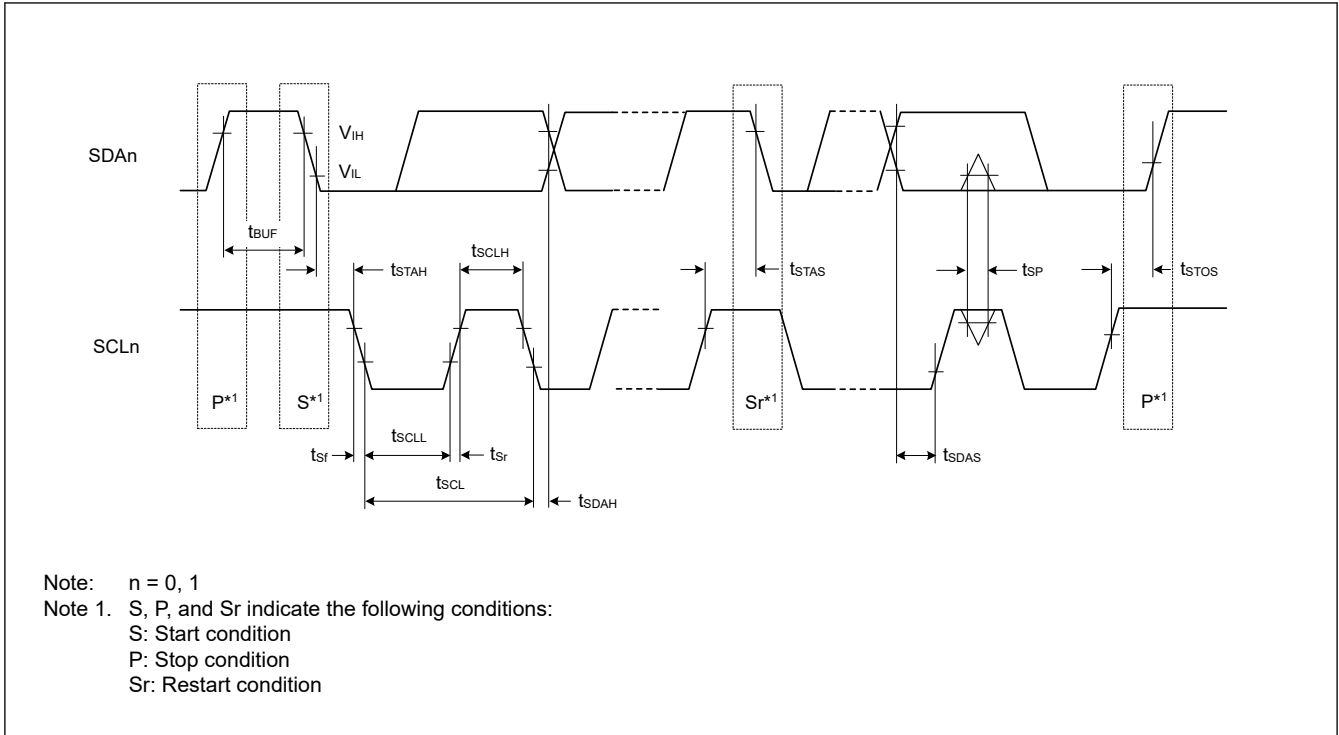 SDAn
VIH
VIL
tBUF
tSTAH
tSCLH
tSTAS
tSP
tSTOS
SCLn
P*1
S*1
Sr*1
P*1
tSf
tSCLL
tSr
tSDAS
tSCL
tSDAH
Note: n = 0, 1
Note 1. S, P, and Sr indicate the following conditions:
S: Start condition
P: Stop condition
Sr: Restart condition